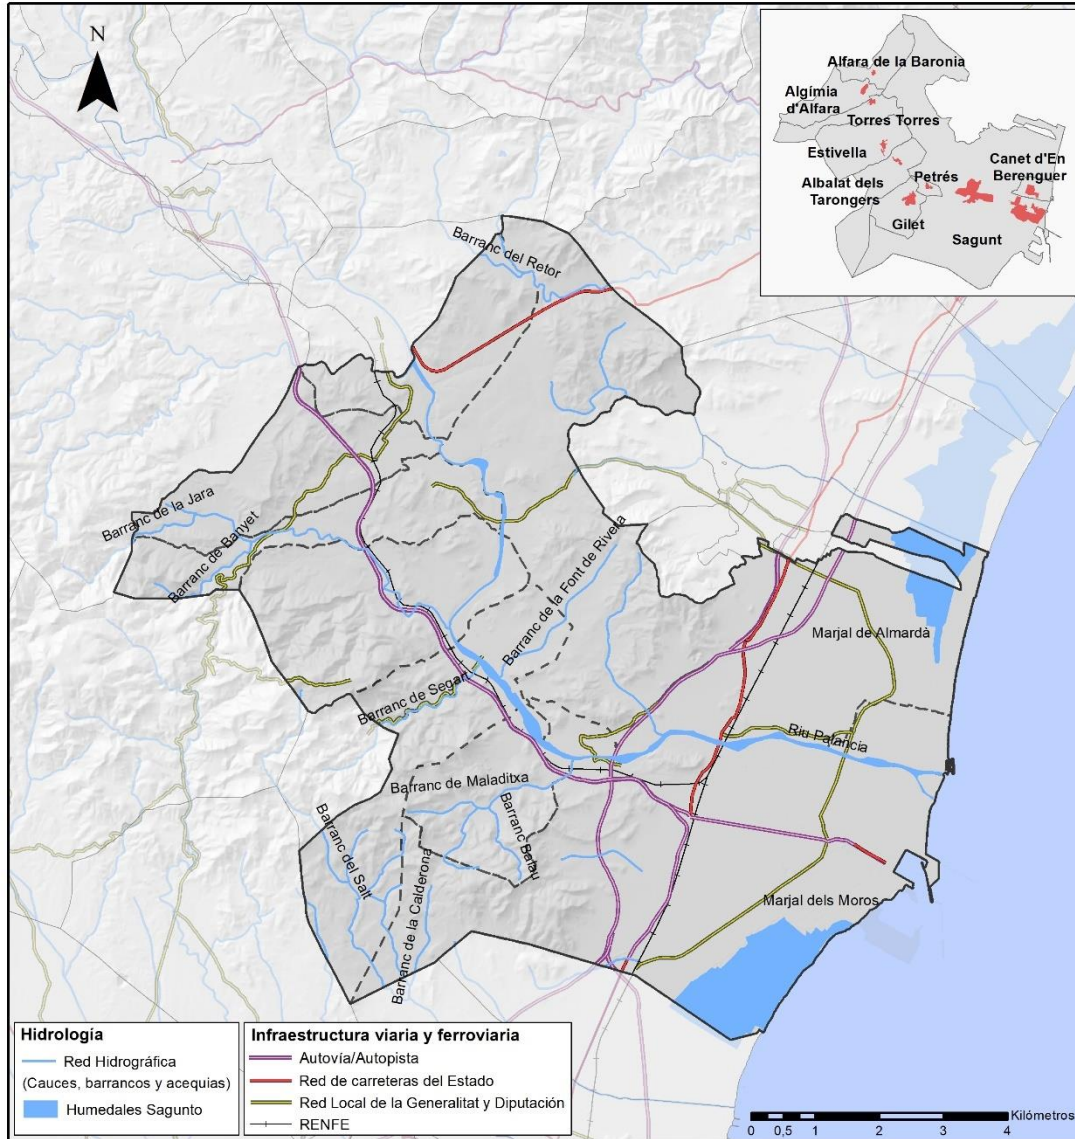 N
Alfara de la Baronia
Algímia
d'Alfara
Torres Torres
Estivella
Canet d'En
Berenguer
Petrés
Albalat dels
Tarongers
Gilet
Sagunt
Barranc del Retor
Barranc de la Jara
Barranc de Banyet
Barranc de la Font de Rivera
Marjal de Almardà
Barranc de Segart
Riu Palancia
Barranc de Maladitxa
Barranc del Salt
Barranc de la Calderona
Marjal dels Moros
Hidrología
Red Hidrográfica
(Cauces, barrancos y acequias)
Humedales Sagunto
Infraestructura viaria y ferroviaria
Autovía/Autopista
Red de carreteras del Estado
Red Local de la Generalitat y Diputación
RENFE
Kilómetros
0 0,5 1 2 3 4